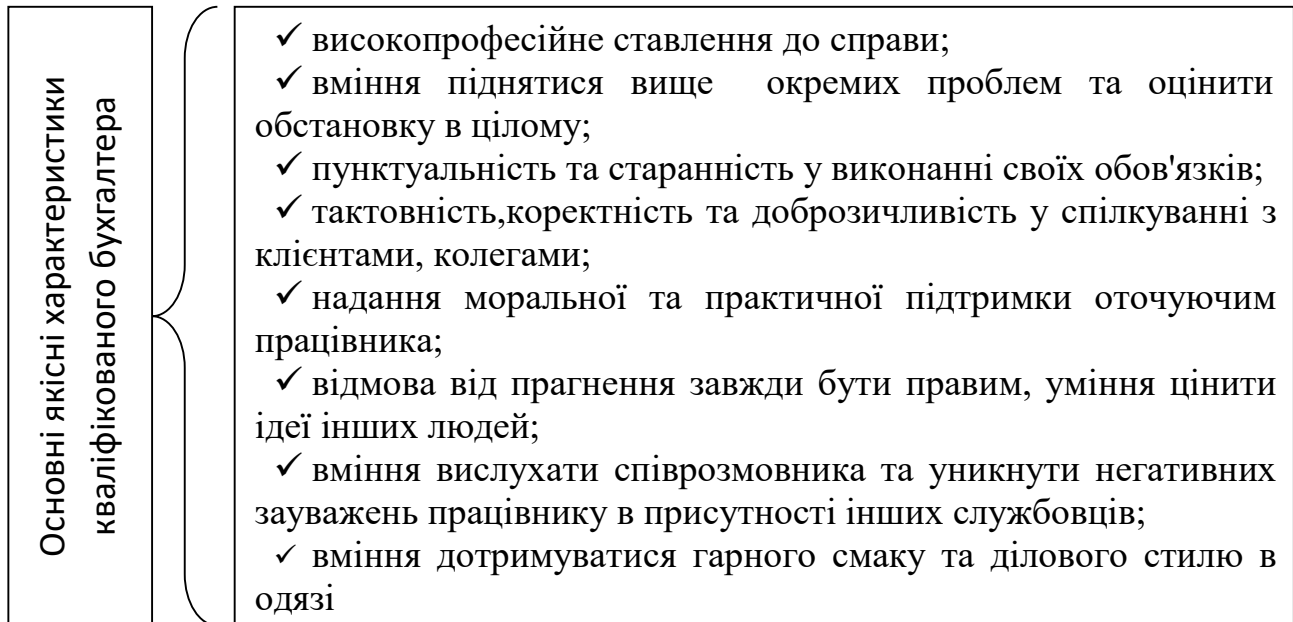 Основні якісні характеристики
кваліфікованого бухгалтера
✓ високопрофесійне ставлення до справи;
✓ вміння піднятися вище окремих проблем та оцінити
обстановку в цілому;
✓ пунктуальність та старанність у виконанні своїх обов'язків;
✓ тактовність,коректність та доброзичливість у спілкуванні з
клієнтами, колегами;
✓ надання моральної та практичної підтримки оточуючим
працівника;
✓ відмова від прагнення завжди бути правим, уміння цінити
ідеї інших людей;
✓ вміння вислухати співрозмовника та уникнути негативних
зауважень працівнику в присутності інших службовців;
✓ вміння дотримуватися гарного смаку та ділового стилю в
одязі